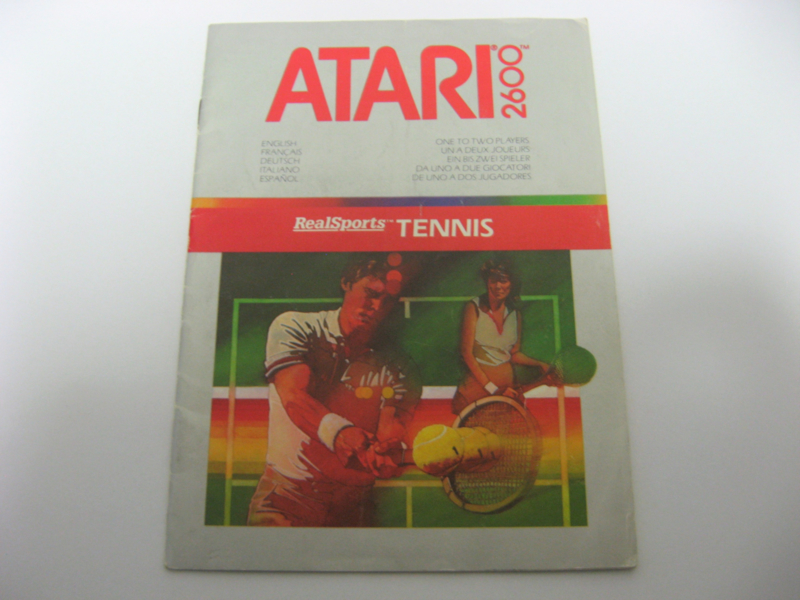 ATARI® 2600™
ENGLISH
FRANÇAIS
DEUTSCH
ITALIANO
ESPAÑOL
ONE TO TWO PLAYERS
UN A DEUX JOUEURS
EIN BIS ZWEI SPIELER
DA UNO A DUE GIOCATORI
DE UNO A DOS JUGADORES
RealSports™ TENNIS